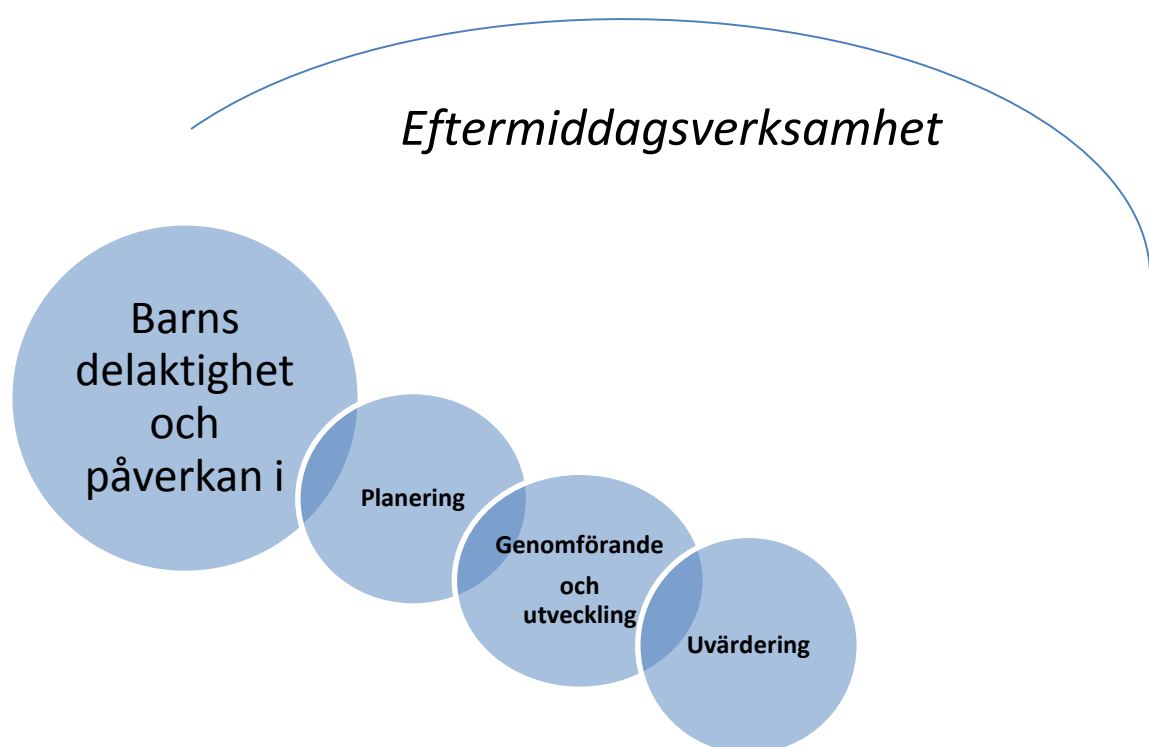 Eftermiddagsverksamhet
Barns
delaktighet
och
påverkan i
Planering
Genomförande
och
utveckling
Uvärdering